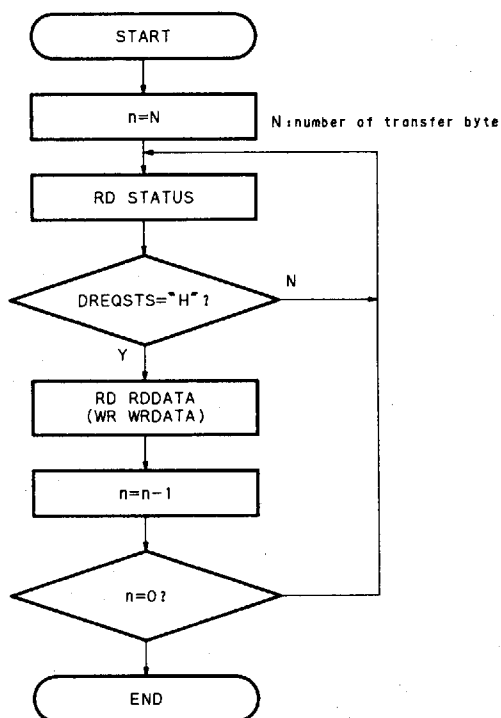 START
n=N
N:number of transfer byte
RD STATUS
DREQSTS="H"?
N
Y
RD RDDATA
(WR WRDATA)
n=n-1
n=0?
END